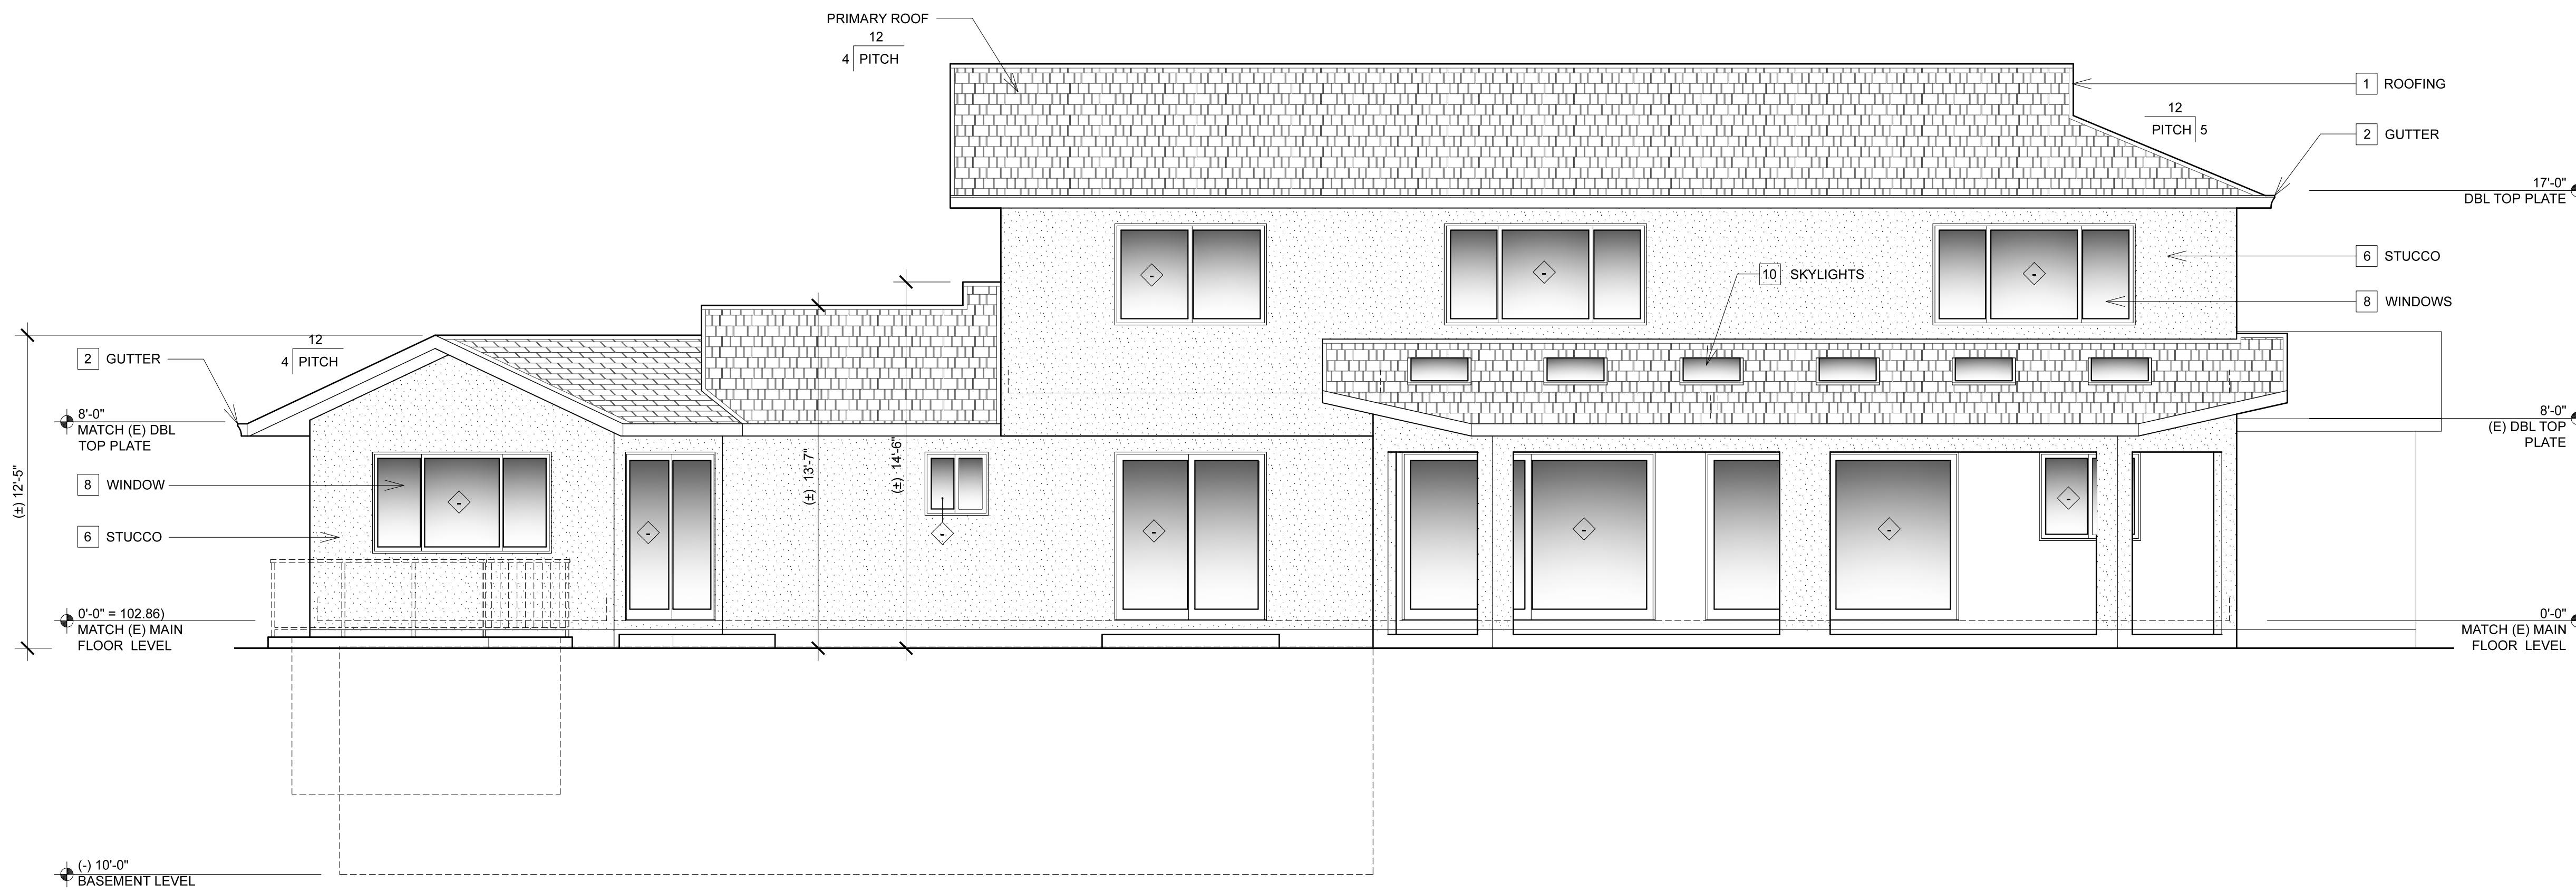 PRIMARY ROOF
12
4 PITCH
1 ROOFING
12
PITCH 5
2 GUTTER
17'-0"
DBL TOP PLATE
6 STUCCO
10 SKYLIGHTS
8 WINDOWS
12
4 PITCH
2 GUTTER
8'-0"
MATCH (E) DBL
TOP PLATE
8'-0"
(E) DBL TOP
PLATE
(±) 12'-5"
(±) 13'-7"
(±) 14'-6"
8 WINDOW
6 STUCCO
0'-0" = 102.86)
MATCH (E) MAIN
FLOOR LEVEL
0'-0"
MATCH (E) MAIN
FLOOR LEVEL
(-) 10'-0"
BASEMENT LEVEL